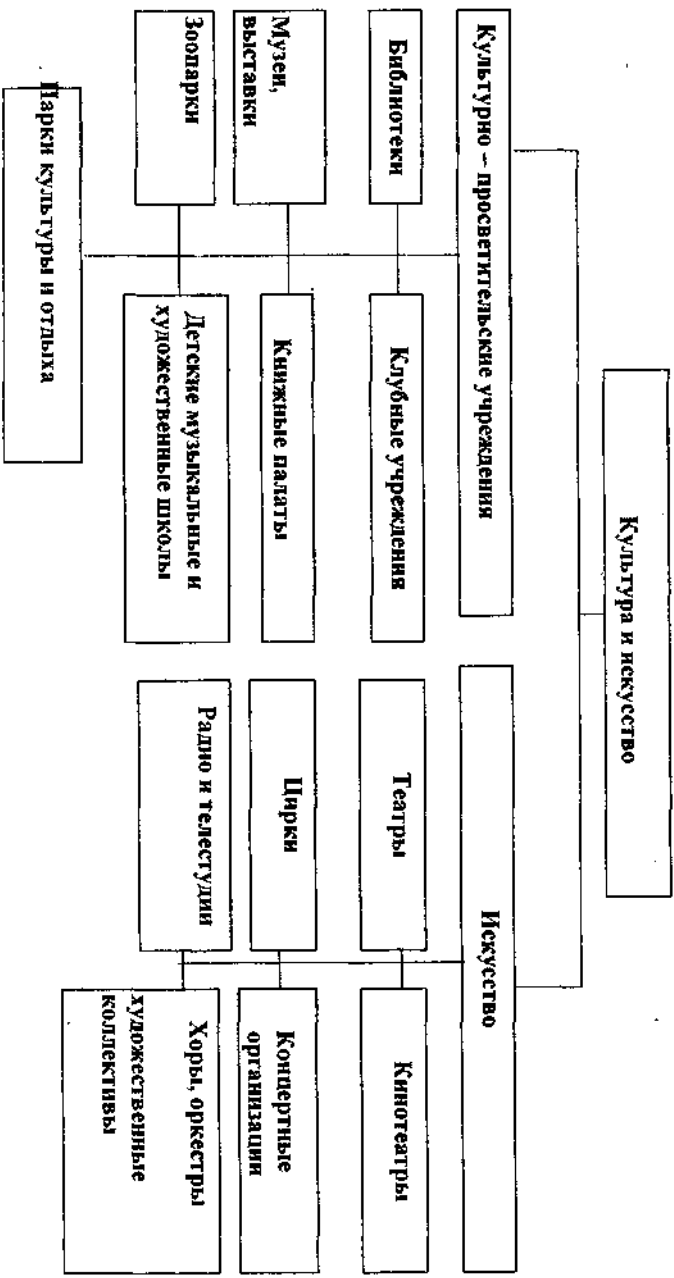 Культура и искусство
Культурно – просветительские учреждения
Искусство
Библиотеки
Клубные учреждения
Театры
Кинотеатры
Музеи,
выставки
Книжные палаты
Цирки
Концертные
организации
Зоопарки
Детские музыкальные и
художественные школы
Радио и телестудии
Хоры, оркестры
художественные
коллективы
Парки культуры и отдыха